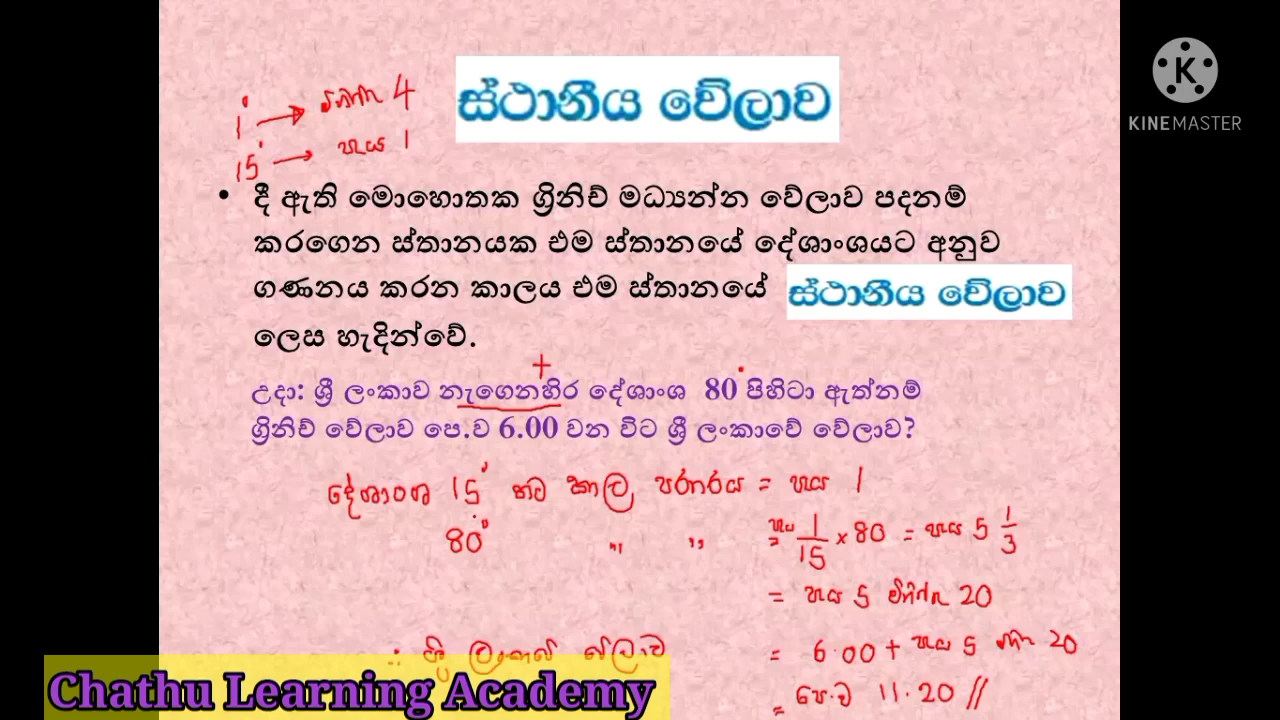 ස්ථානීය වේලාව
1° → මිනිත්තු 4
15° → පැය 1
• දී ඇති මොහොතක ග්‍රිනිච් මධ්‍යන්න වේලාව පදනම්
කරගෙන ස්තානයක එම ස්තානයේ දේශාංශයට අනුව
ගණනය කරන කාලය එම ස්තානයේ ස්ථානීය වේලාව
ලෙස හැදින්වේ.
+
උදා: ශ්‍රී ලංකාව නැගෙනහිර දේශාංශ 80 පිහිටා ඇත්නම්
ග්‍රිනිච් වේලාව පෙ.ව 6.00 වන විට ශ්‍රී ලංකාවේ වේලාව?
දේශාංශ 15° කට කාල පරතරය = පැය 1
80° " " = පැය 1/15 × 80 = පැය 5 1/3
= පැය 5 මිනිත්තු 20
∴ ශ්‍රී ලංකාවේ වේලාව = 6.00 + පැය 5 මිනි 20
= පෙ.ව 11.20 //
Chathu Learning Academy
K
KINEMASTER